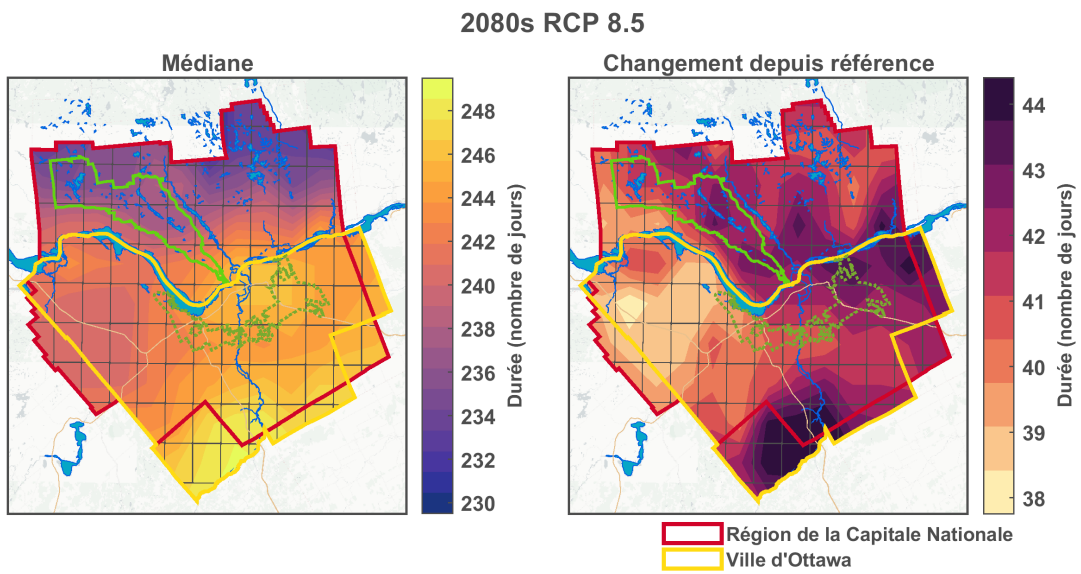 2080s RCP 8.5
Médiane
Changement depuis référence
248
246
244
242
240
238
236
234
232
230
Durée (nombre de jours)
44
43
42
41
40
39
38
Durée (nombre de jours)
Région de la Capitale Nationale
Ville d'Ottawa